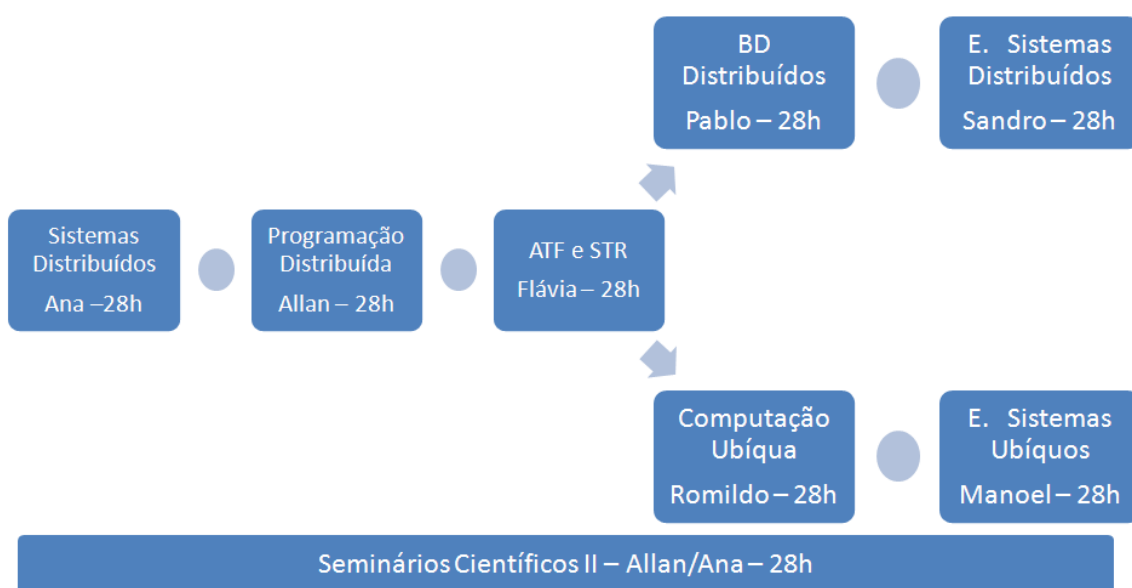 BD
Distribuídos
Pablo – 28h
E. Sistemas
Distribuídos
Sandro – 28h
Sistemas
Distribuídos
Ana –28h
Programação
Distribuída
Allan – 28h
ATF e STR
Flávia – 28h
Computação
Ubíqua
Romildo – 28h
E. Sistemas
Ubíquos
Manoel – 28h
Seminários Científicos II – Allan/Ana – 28h